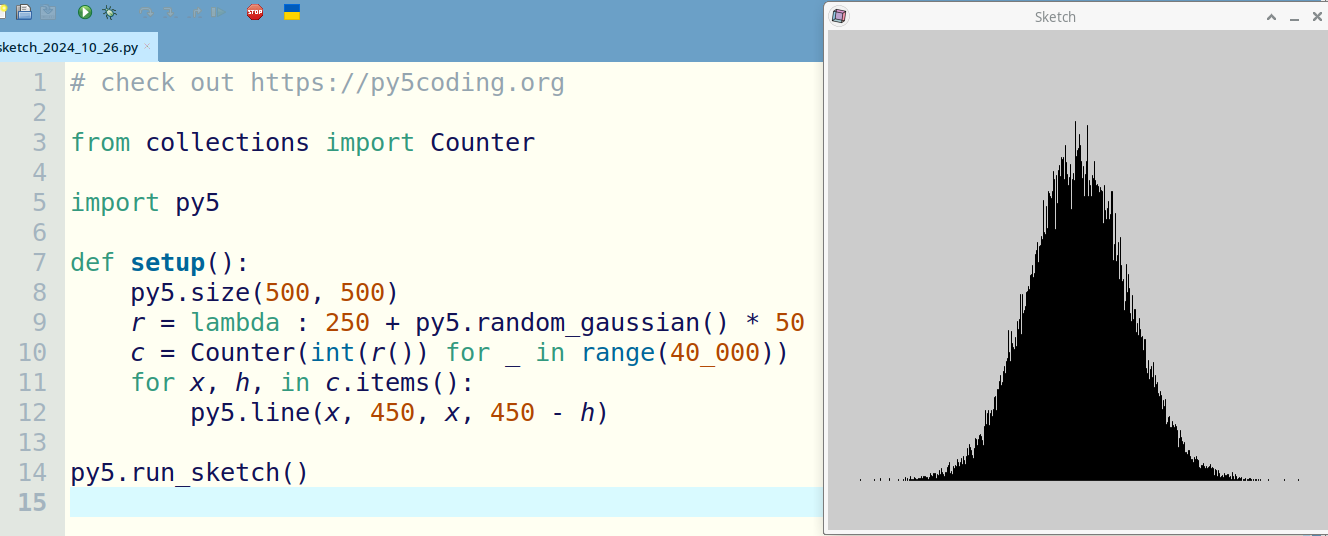 STOP
sketch_2024_10_26.py
Sketch
1 # check out https://py5coding.org
2
3 from collections import Counter
4
5 import py5
6
7 def setup():
8     py5.size(500, 500)
9     r = lambda : 250 + py5.random_gaussian() * 50
10     c = Counter(int(r()) for _ in range(40_000))
11     for x, h, in c.items():
12         py5.line(x, 450, x, 450 - h)
13
14 py5.run_sketch()
15